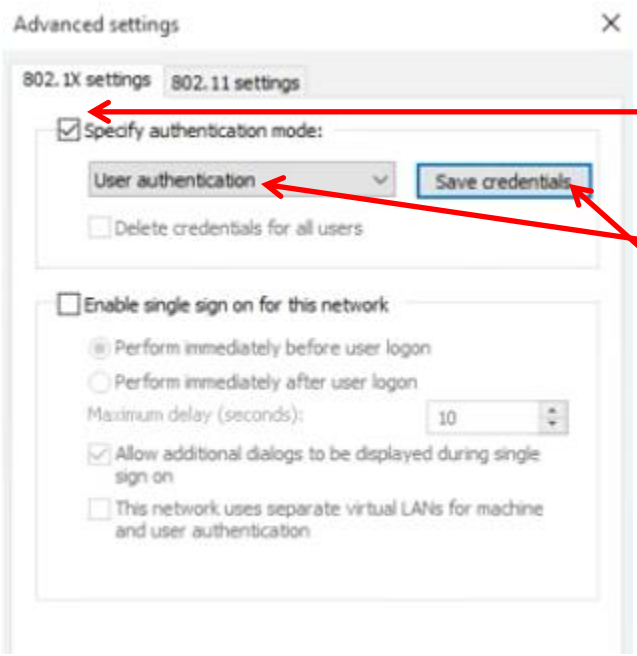 Advanced settings
802.1X settings 802.11 settings
Specify authentication mode:
User authentication Save credentials
Delete credentials for all users
Enable single sign on for this network
Perform immediately before user logon
Perform immediately after user logon
Maximum delay (seconds): 10
Allow additional dialogs to be displayed during single
sign on
This network uses separate virtual LANs for machine
and user authentication